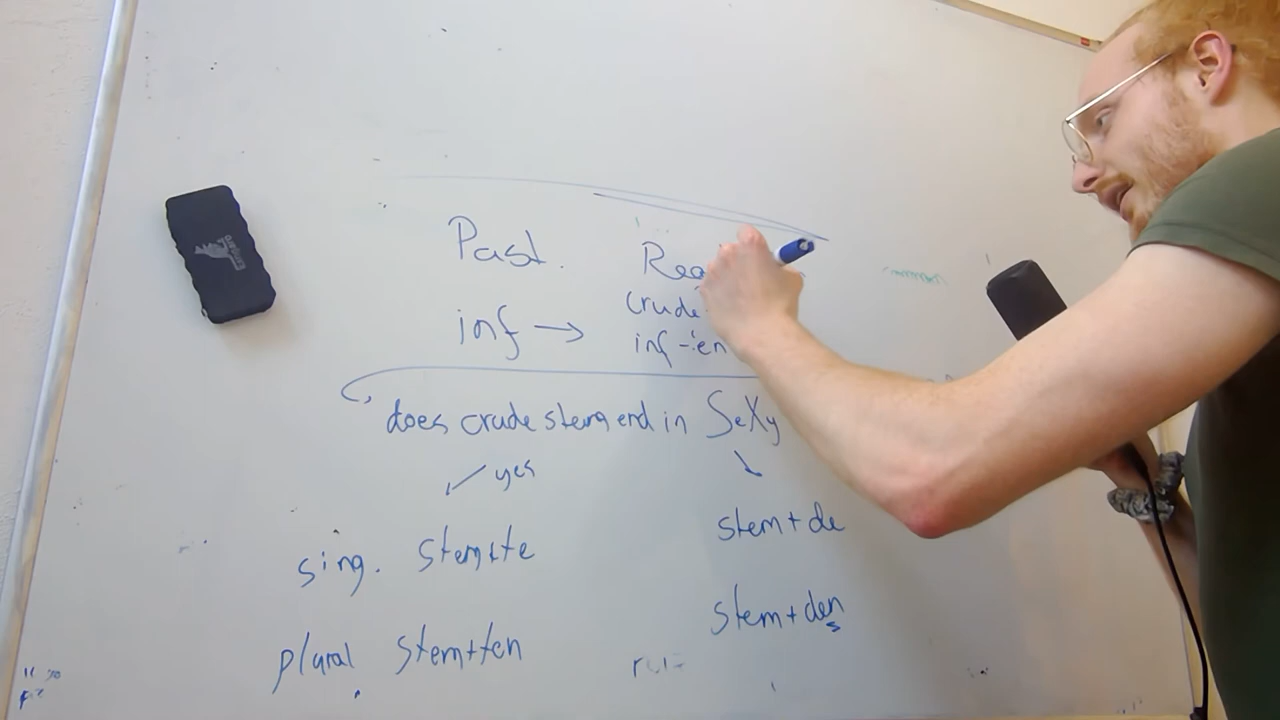 Past.
inf → crude
inf -en
does crude stem end in SeXy
yes
sing. stem+te stem+de
plural stem+ten stem+den